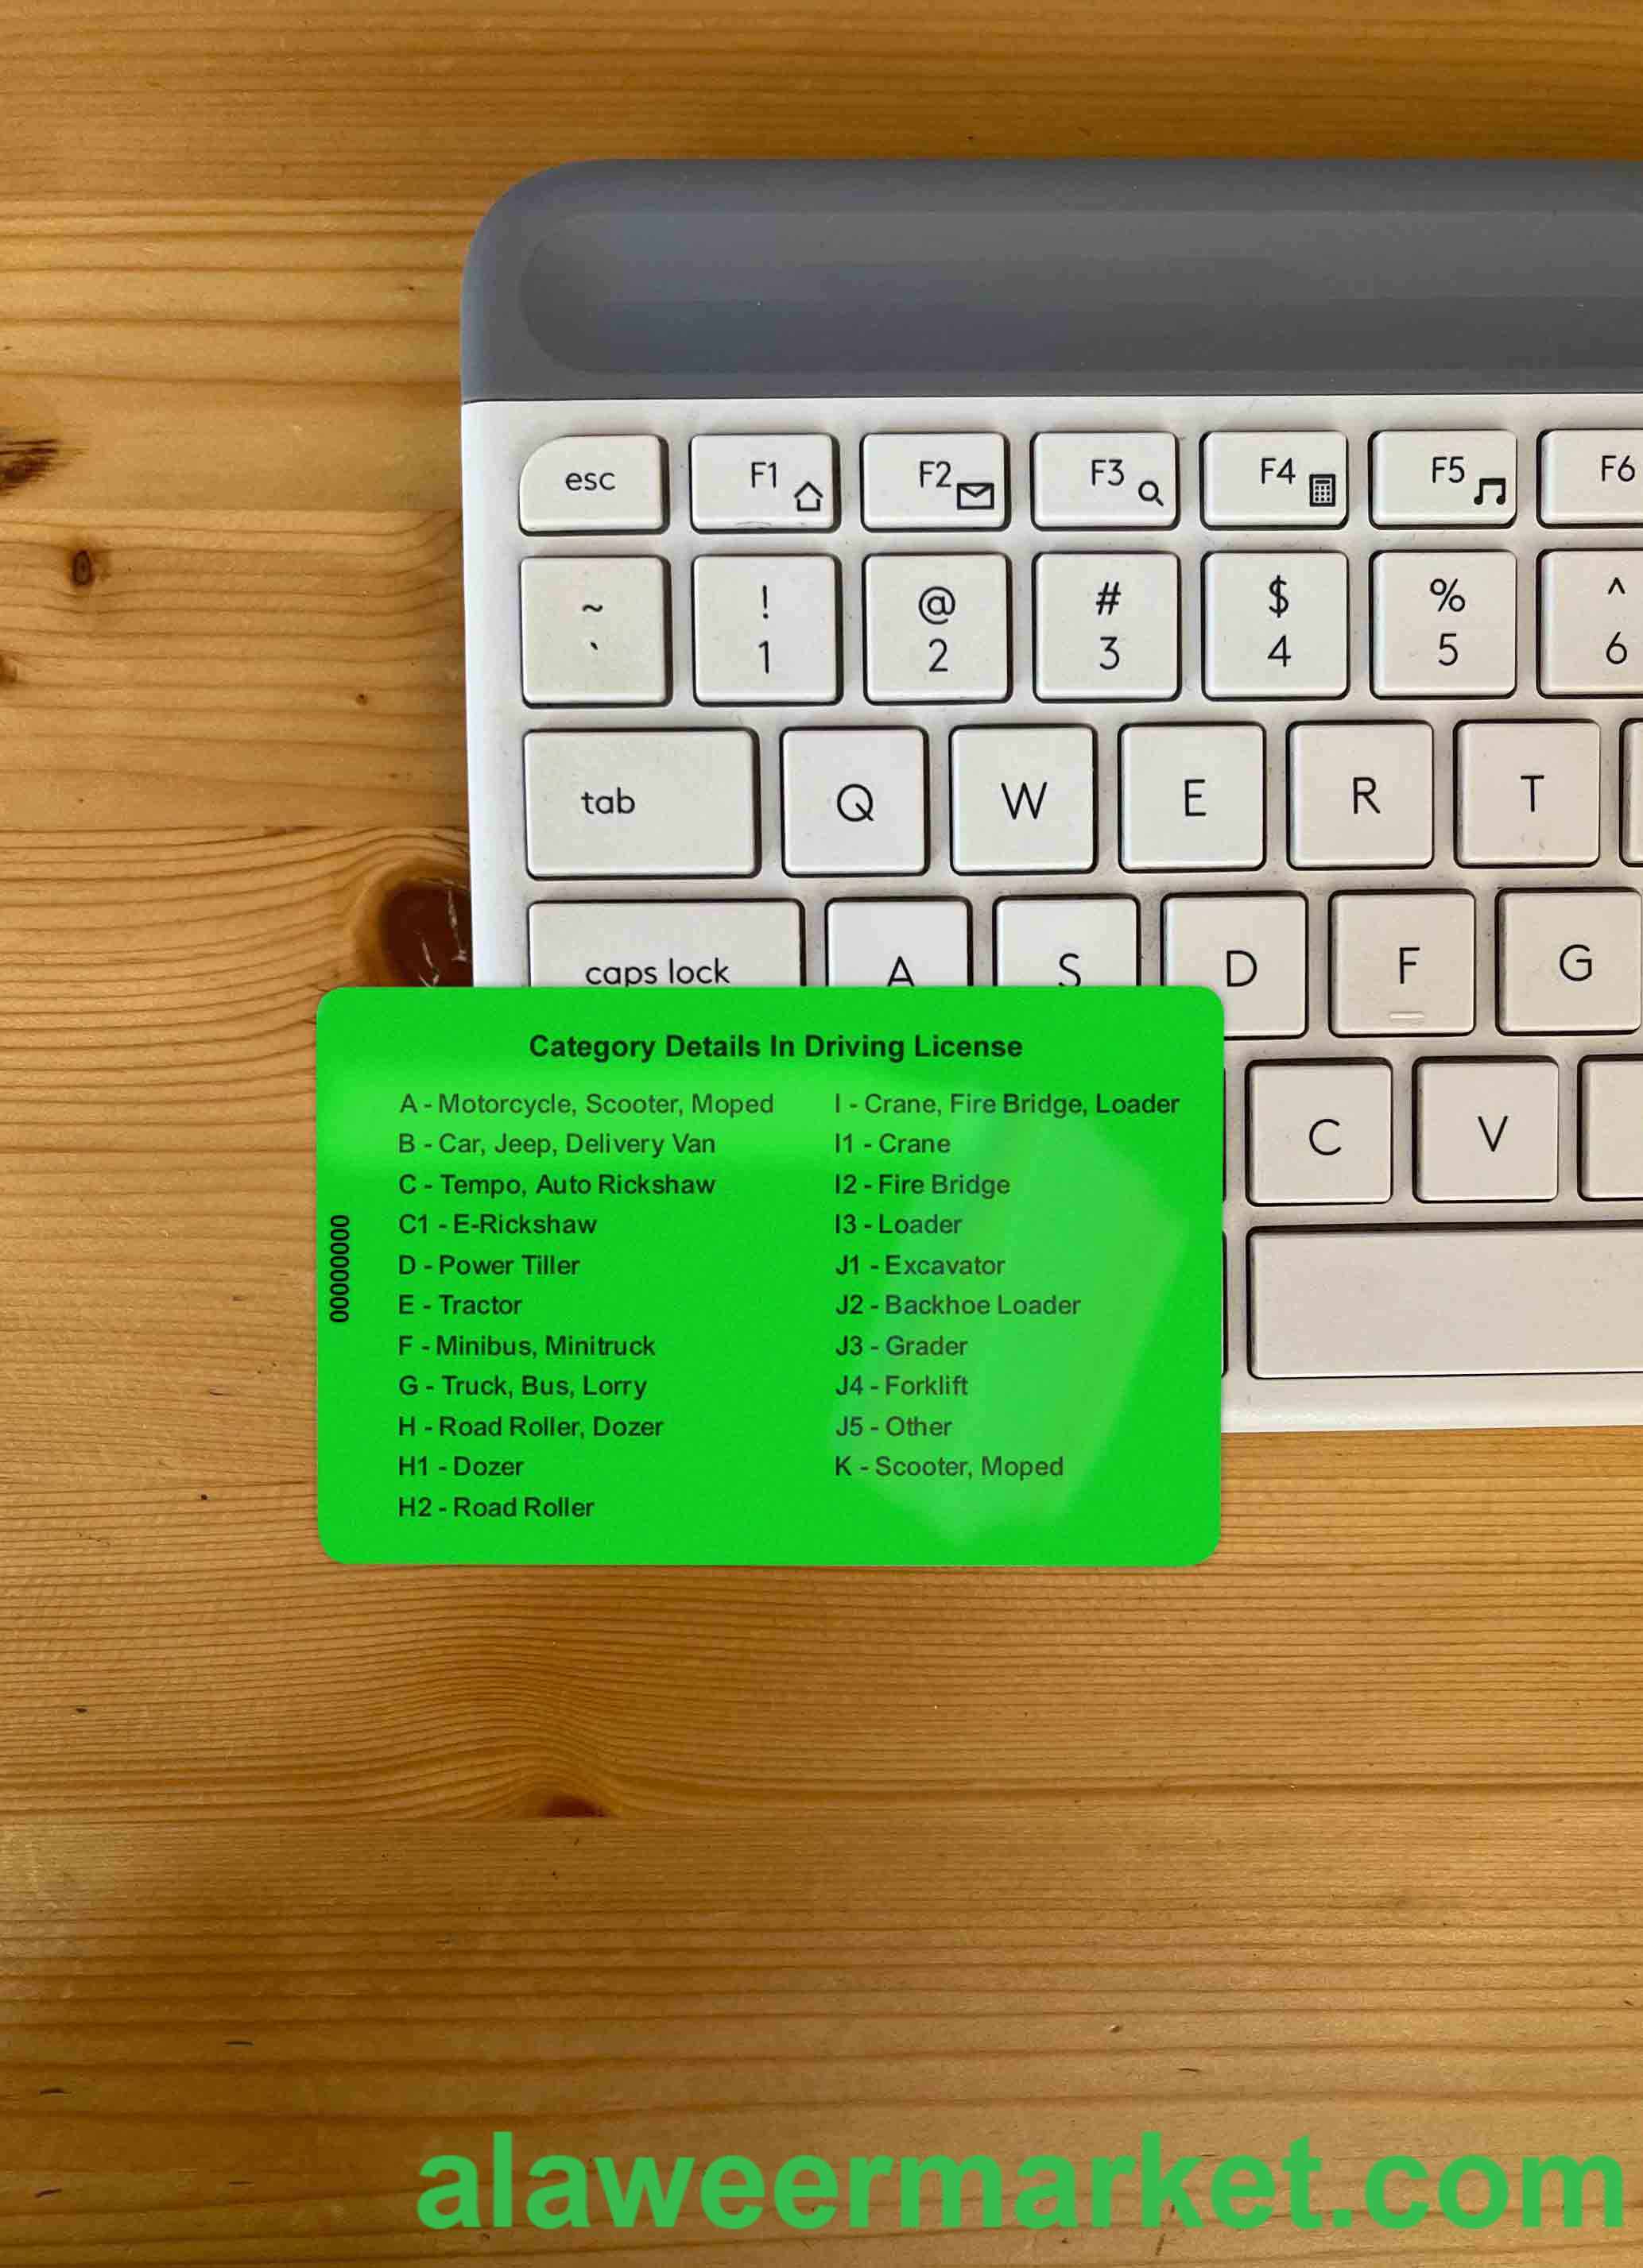 esc F1 F2 F3 F4 F5 F6
~ ! @ # $ % ^
` 1 2 3 4 5 6
tab Q W E R T
caps lock A S D F G
C V
Category Details In Driving License
A - Motorcycle, Scooter, Moped
B - Car, Jeep, Delivery Van
C - Tempo, Auto Rickshaw
C1 - E-Rickshaw
D - Power Tiller
E - Tractor
F - Minibus, Minitruck
G - Truck, Bus, Lorry
H - Road Roller, Dozer
H1 - Dozer
H2 - Road Roller
I - Crane, Fire Bridge, Loader
I1 - Crane
I2 - Fire Bridge
I3 - Loader
J1 - Excavator
J2 - Backhoe Loader
J3 - Grader
J4 - Forklift
J5 - Other
K - Scooter, Moped
00000000
alaweermarket.com